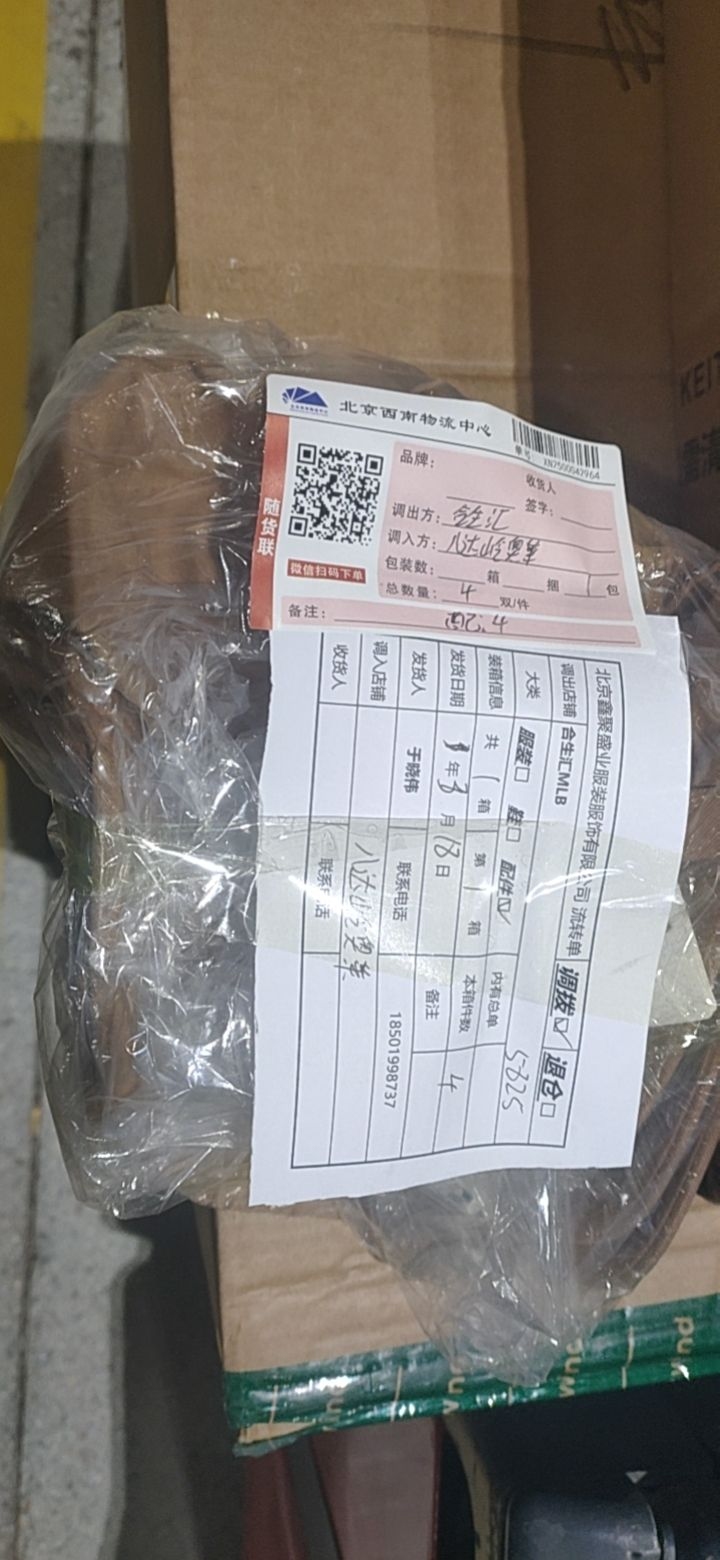 北京西南物流中心
单号: XN2500042964
品牌:
收货人
签字:
调出方: 合生汇
调入方: 八达岭奥莱
包装数: 箱 捆 1 包
总数量: 4 双/件
备注: 配.4
随货联
微信扫码下单
北京鑫聚盛业服装服饰有限公司 流转单
调出店铺 合生汇MLB 调拨☑ 退仓□
大类 服装□ 鞋□ 配件☑
装箱信息 共 1 箱 第 1 箱 内有总单 5825
发货日期 年 3 月 18 日 本箱件数 4
发货人 于晓伟 联系电话 18501998737
备注
调入店铺 八达岭奥莱
收货人 联系电话
KEI
wnd
wnd
wnd